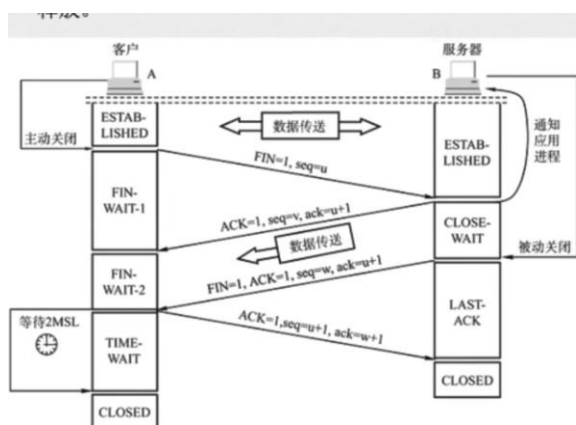 客户
服务器
A
B
ESTAB-
LISHED
数据传送
主动关闭
FIN=1, seq=u
ESTAB-
LISHED
通知
应用
进程
FIN-
WAIT-1
ACK=1, seq=v, ack=u+1
数据传送
CLOSE-
WAIT
被动关闭
FIN=1, ACK=1, seq=w, ack=u+1
FIN-
WAIT-2
等待2MSL
ACK=1,seq=u+1, ack=w+1
LAST-
ACK
TIME-
WAIT
CLOSED
CLOSED